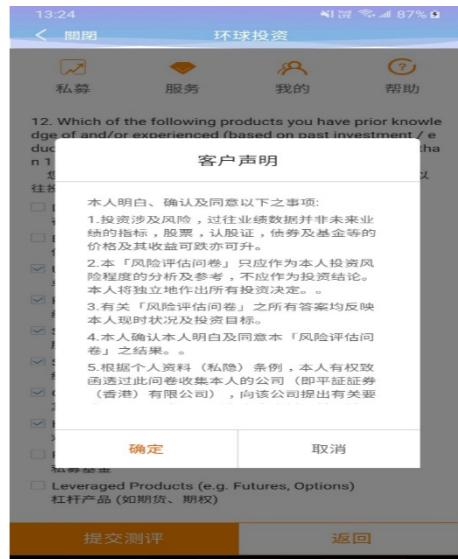 13:24
87%
關閉
环球投资
私募
服务
我的
帮助
12. Which of the following products you have prior knowle
dge of and/or experienced (based on past investment / e
客户声明
本人明白、确认及同意以下之事项:
1.投资涉及风险，过往业绩数据并非未来业
绩的指标，股票，认股证，债券及基金等的
价格及其收益可跌亦可升。
2.本「风险评估问卷」只应作为本人投资风
险程度的分析及参考，不应作为投资结论。
本人将独立地作出所有投资决定。。
3.有关「风险评估问卷」之所有答案均反映
本人现时状况及投资目标。
4.本人确认本人明白及同意本「风险评估问
卷」之结果。。
5.根据个人资料（私隐）条例，本人有权致
函透过此问卷收集本人的公司（即平証証券
（香港）有限公司），向该公司提出有关要
确定
取消
私募基金
Leveraged Products (e.g. Futures, Options)
杠杆产品 (如期货、期权)
提交测评
返回